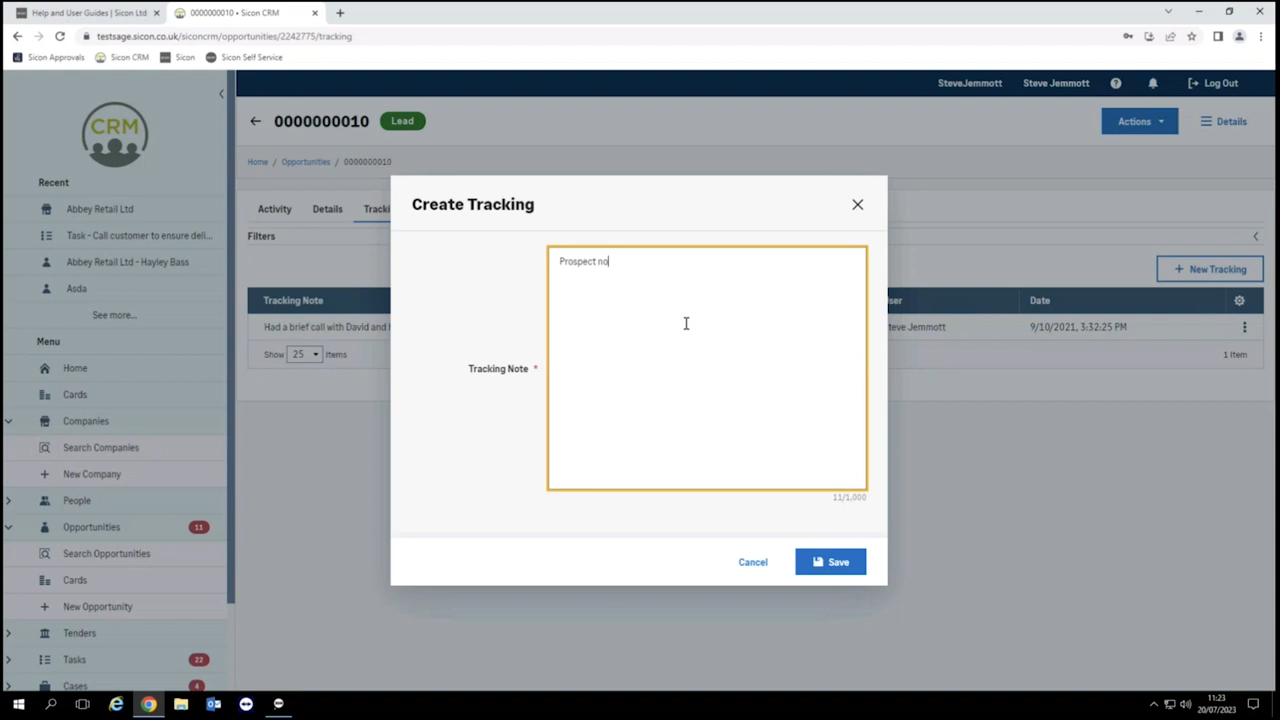 Help and User Guides | Sicon Ltd
0000000010 • Sicon CRM
testsage.sicon.co.uk/siconcrm/opportunities/2242775/tracking
Sicon Approvals
Sicon CRM
Sicon
Sicon Self Service
SteveJemmott
Steve Jemmott
Log Out
CRM
0000000010
Lead
Actions
Details
Home / Opportunities / 0000000010
Recent
Abbey Retail Ltd
Task - Call customer to ensure deli...
Abbey Retail Ltd - Hayley Bass
Asda
See more...
Menu
Home
Cards
Companies
Search Companies
New Company
People
Opportunities 11
Search Opportunities
Cards
New Opportunity
Tenders
Tasks 22
Cases 4
Activity
Details
Filters
+ New Tracking
Tracking Note
Date
Had a brief call with David and
Jemmott
9/10/2021, 3:32:25 PM
Show 25 Items
1 Item
Create Tracking
Tracking Note *
Prospect no
11/1,000
Cancel
Save
11:23
20/07/2023